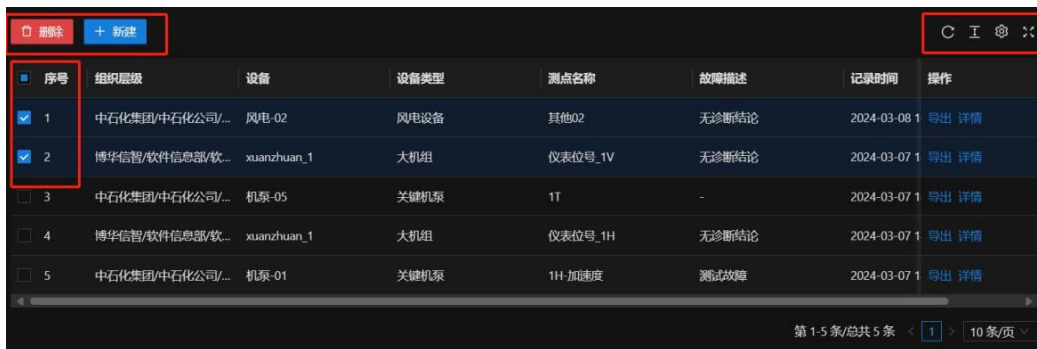 删除 新建
序号 组织层级 设备 设备类型 测点名称 故障描述 记录时间 操作
1 中石化集团/中石化公司/... 风电-02 风电设备 其他02 无诊断结论 2024-03-08 1 导出 详情
2 博华信智/软件信息部/软... xuanzhuan_1 大机组 仪表位号_1V 无诊断结论 2024-03-07 1 导出 详情
3 中石化集团/中石化公司/... 机泵-05 关键机泵 1T - 2024-03-07 1 导出 详情
4 博华信智/软件信息部/软... xuanzhuan_1 大机组 仪表位号_1H 无诊断结论 2024-03-07 1 导出 详情
5 中石化集团/中石化公司/... 机泵-01 关键机泵 1H-加速度 测试故障 2024-03-07 1 导出 详情
第 1-5 条/总共 5 条 < 1 > 10 条/页